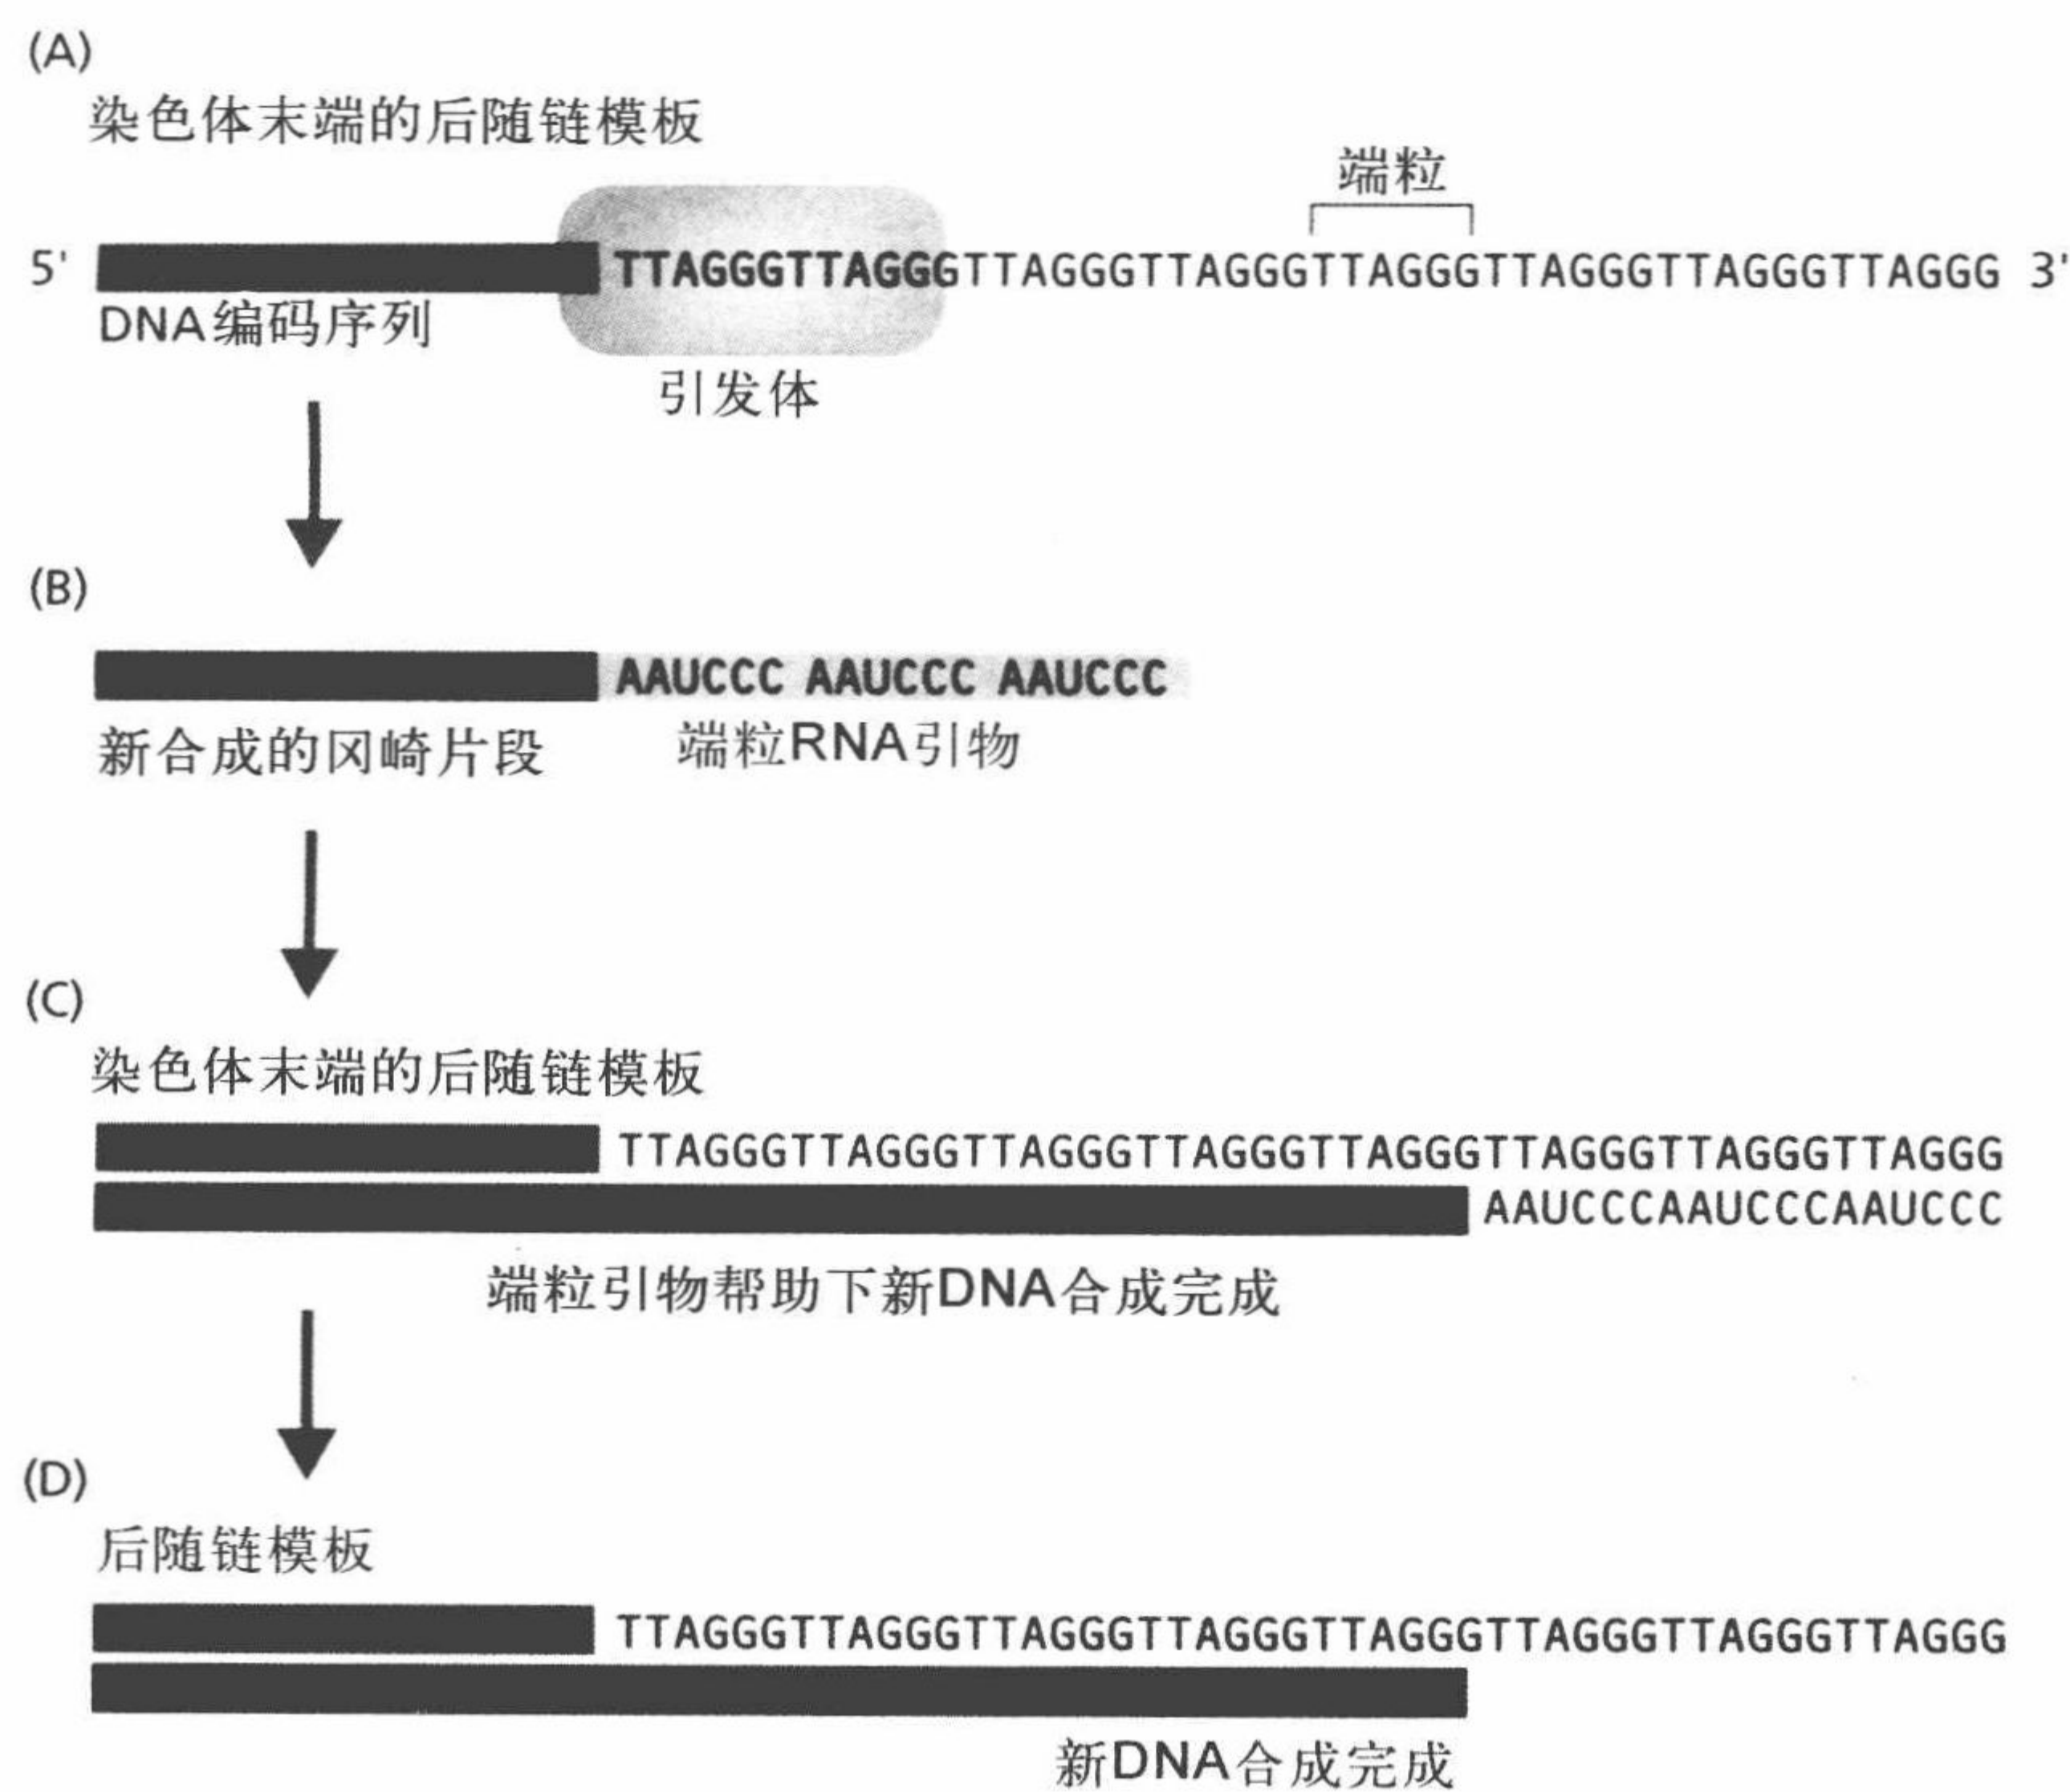 (A)
染色体末端的后随链模板
端粒
5' TTAGGGTTAGGGTTAGGGTTAGGGTTAGGGTTAGGGTTAGGGTTAGGG 3'
DNA编码序列
引发体
(B)
AAUCCC AAUCCC AAUCCC
新合成的冈崎片段
端粒RNA引物
(C)
染色体末端的后随链模板
TTAGGGTTAGGGTTAGGGTTAGGGTTAGGGTTAGGGTTAGGGTTAGGG
AAUCCCAAUCCCAAUCCC
端粒引物帮助下新DNA合成完成
(D)
后随链模板
TTAGGGTTAGGGTTAGGGTTAGGGTTAGGGTTAGGGTTAGGGTTAGGG
新DNA合成完成